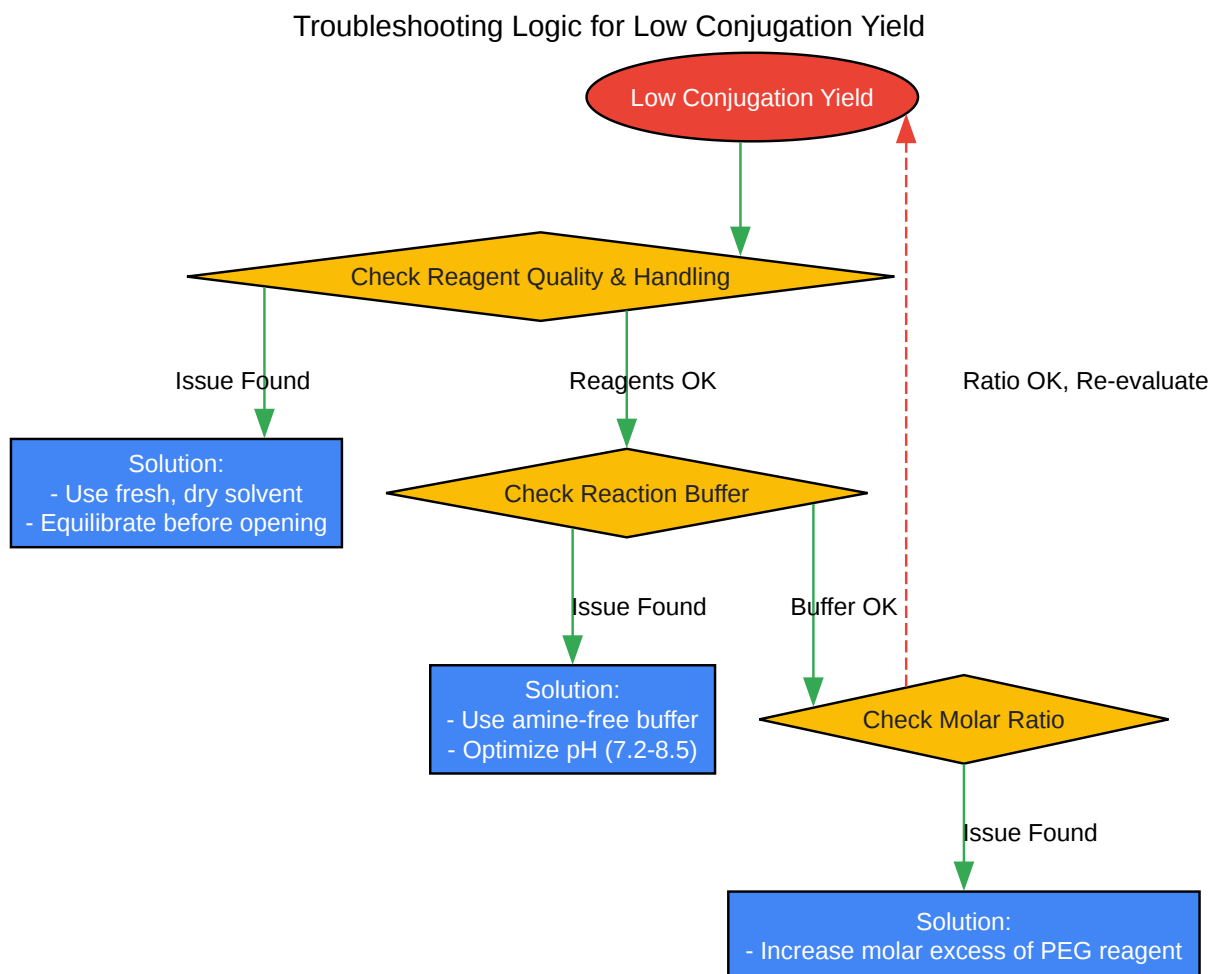 Troubleshooting Logic for Low Conjugation Yield
Low Conjugation Yield
Check Reagent Quality & Handling
Issue Found
Reagents OK
Ratio OK, Re-evaluate
Solution:
- Use fresh, dry solvent
- Equilibrate before opening
Check Reaction Buffer
Issue Found
Buffer OK
Solution:
- Use amine-free buffer
- Optimize pH (7.2-8.5)
Check Molar Ratio
Issue Found
Solution:
- Increase molar excess of PEG reagent